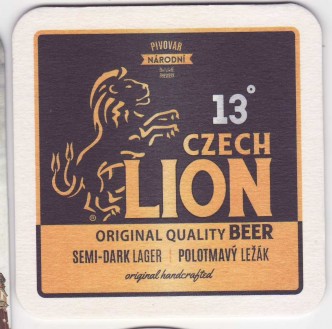 PIVOVAR
NÁRODNÍ
13°
CZECH
LION
®
ORIGINAL QUALITY BEER
SEMI-DARK LAGER | POLOTMAVÝ LEŽÁK
original handcrafted